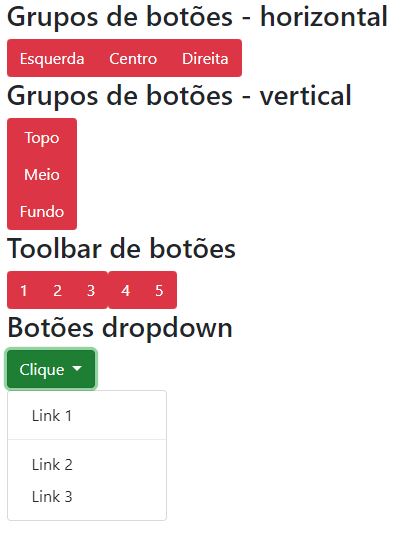 Grupos de botões - horizontal
Esquerda Centro Direita
Grupos de botões - vertical
Topo
Meio
Fundo
Toolbar de botões
1 2 3 4 5
Botões dropdown
Clique
Link 1
Link 2
Link 3